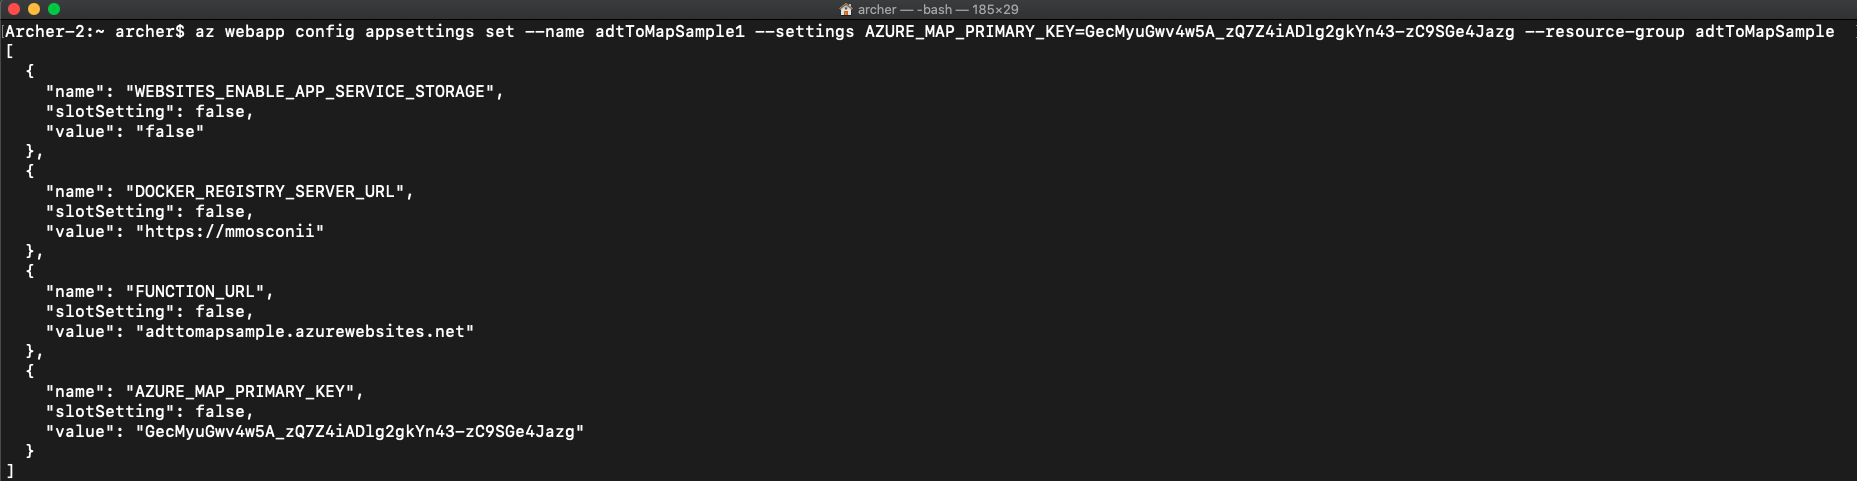 archer — -bash — 185×29
Archer-2:~ archer$ az webapp config appsettings set --name adtToMapSample1 --settings AZURE_MAP_PRIMARY_KEY=GecMyuGwv4w5A_zQ7Z4iADlg2gkYn43-zC9SGe4Jazg --resource-group adtToMapSample
[
  {
    "name": "WEBSITES_ENABLE_APP_SERVICE_STORAGE",
    "slotSetting": false,
    "value": "false"
  },
  {
    "name": "DOCKER_REGISTRY_SERVER_URL",
    "slotSetting": false,
    "value": "https://mmosconii"
  },
  {
    "name": "FUNCTION_URL",
    "slotSetting": false,
    "value": "adttomapsample.azurewebsites.net"
  },
  {
    "name": "AZURE_MAP_PRIMARY_KEY",
    "slotSetting": false,
    "value": "GecMyuGwv4w5A_zQ7Z4iADlg2gkYn43-zC9SGe4Jazg"
  }
]